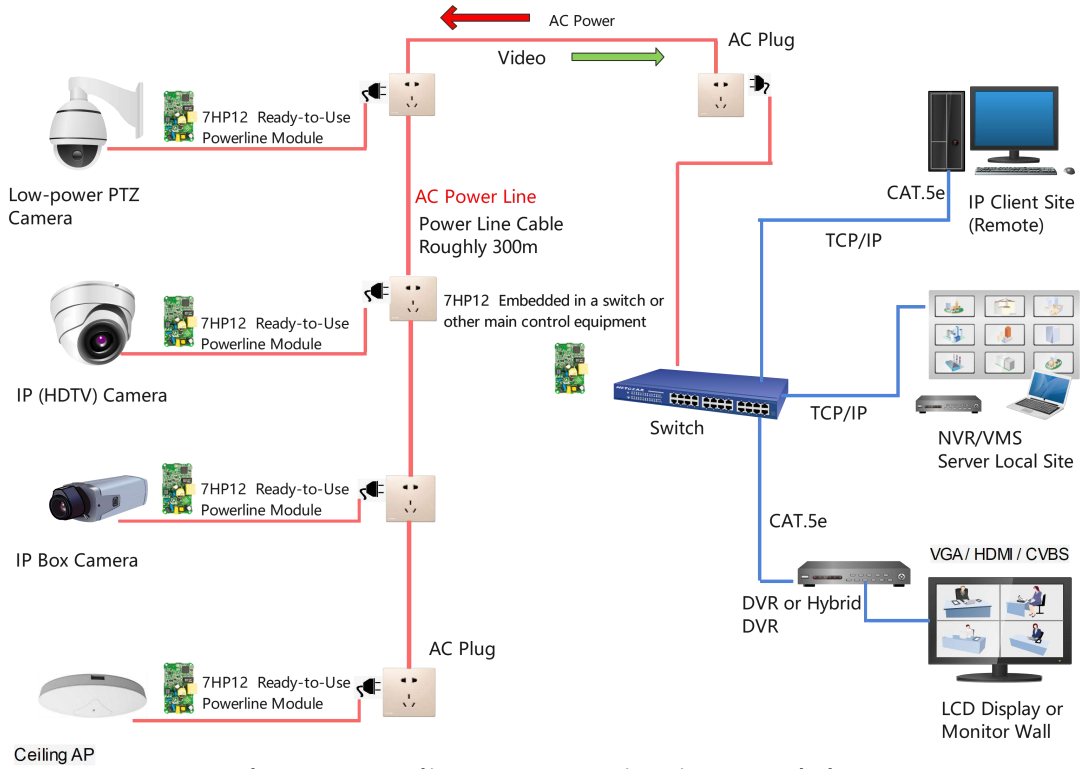 AC Power
Video
AC Plug
7HP12 Ready-to-Use
Powerline Module
Low-power PTZ
Camera
AC Power Line
Power Line Cable
Roughly 300m
CAT.5e
IP Client Site
(Remote)
TCP/IP
7HP12 Embedded in a switch or
other main control equipment
7HP12 Ready-to-Use
Powerline Module
IP (HDTV) Camera
NETGEAR
Switch
TCP/IP
NVR/VMS
Server Local Site
7HP12 Ready-to-Use
Powerline Module
IP Box Camera
CAT.5e
VGA / HDMI / CVBS
DVR or Hybrid
DVR
AC Plug
7HP12 Ready-to-Use
Powerline Module
LCD Display or
Monitor Wall
Ceiling AP